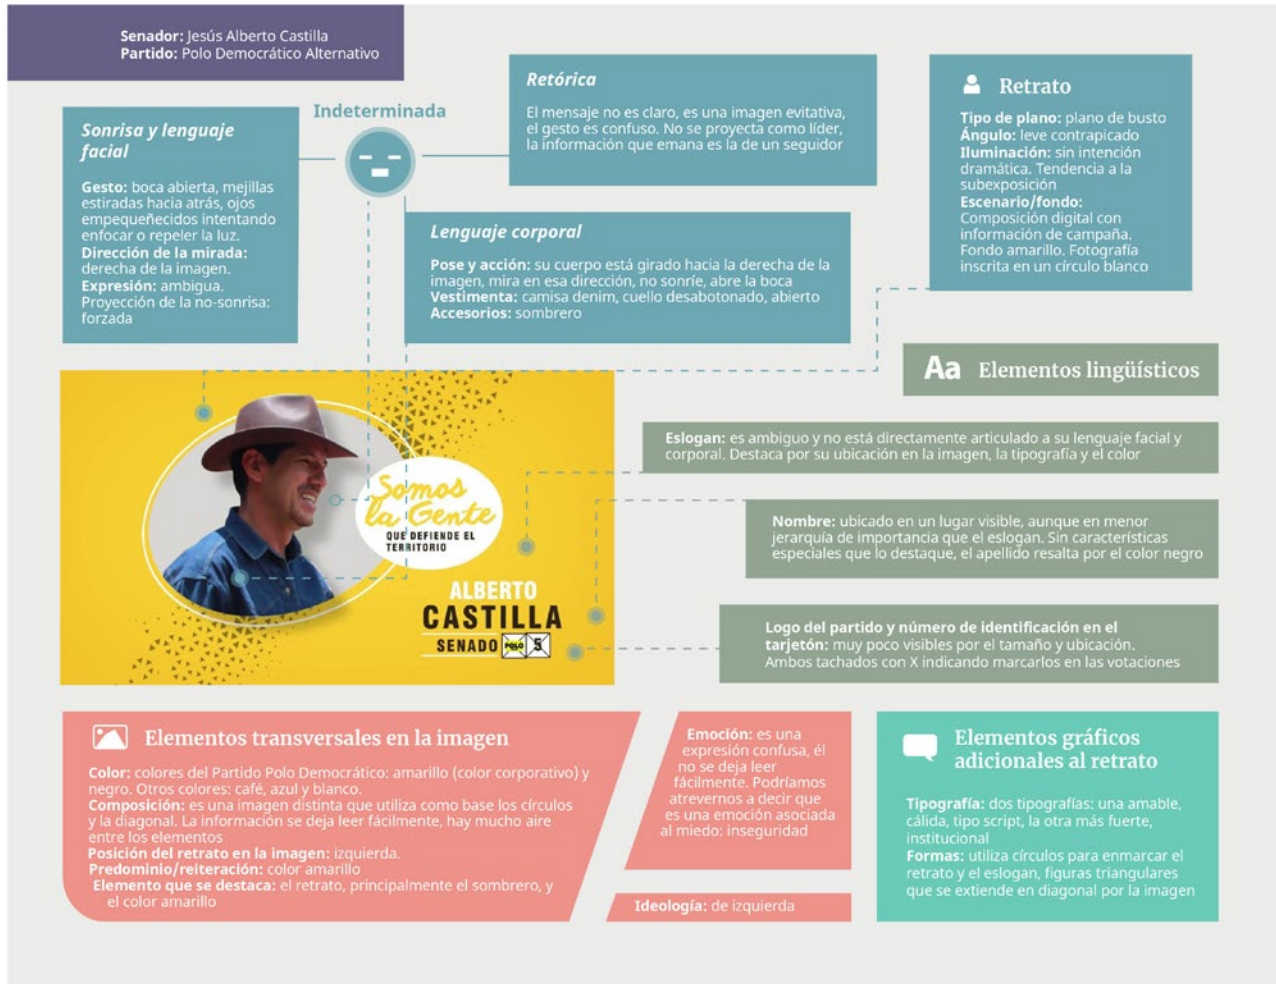 Senador: Jesús Alberto Castilla
Partido: Polo Democrático Alternativo
Sonrisa y lenguaje
facial
Gesto: boca abierta, mejillas
estiradas hacia atrás, ojos
empequeñecidos intentando
enfocar o repeler la luz.
Dirección de la mirada:
derecha de la imagen.
Expresión: ambigua.
Proyección de la no-sonrisa:
forzada
Indeterminada
Retórica
El mensaje no es claro, es una imagen evitativa,
el gesto es confuso. No se proyecta como líder,
la información que emana es la de un seguidor
Lenguaje corporal
Pose y acción: su cuerpo está girado hacia la derecha de la
imagen, mira en esa dirección, no sonríe, abre la boca
Vestimenta: camisa denim, cuello desabotonado, abierto
Accesorios: sombrero
Retrato
Tipo de plano: plano de busto
Ángulo: leve contrapicado
Iluminación: sin intención
dramática. Tendencia a la
subexposición
Escenario/fondo:
Composición digital con
información de campaña.
Fondo amarillo. Fotografía
inscrita en un círculo blanco
Aa Elementos lingüísticos
Eslogan: es ambiguo y no está directamente articulado a su lenguaje facial y
corporal. Destaca por su ubicación en la imagen, la tipografía y el color
Nombre: ubicado en un lugar visible, aunque en menor
jerarquía de importancia que el eslogan. Sin características
especiales que lo destaque, el apellido resalta por el color negro
Logo del partido y número de identificación en el
tarjetón: muy poco visibles por el tamaño y ubicación.
Ambos tachados con X indicando marcarlos en las votaciones
Somos
la Gente
QUE DEFIENDE EL
TERRITORIO
ALBERTO
CASTILLA
SENADO POLO 5
Elementos transversales en la imagen
Color: colores del Partido Polo Democrático: amarillo (color corporativo) y
negro. Otros colores: café, azul y blanco.
Composición: es una imagen distinta que utiliza como base los círculos
y la diagonal. La información se deja leer fácilmente, hay mucho aire
entre los elementos
Posición del retrato en la imagen: izquierda.
Predominio/reiteración: color amarillo
Elemento que se destaca: el retrato, principalmente el sombrero, y
el color amarillo
Emoción: es una
expresión confusa, él
no se deja leer
fácilmente. Podríamos
atrevernos a decir que
es una emoción asociada
al miedo: inseguridad
Ideología: de izquierda
Elementos gráficos
adicionales al retrato
Tipografía: dos tipografías: una amable,
cálida, tipo script, la otra más fuerte,
institucional
Formas: utiliza círculos para enmarcar el
retrato y el eslogan, figuras triangulares
que se extiende en diagonal por la imagen